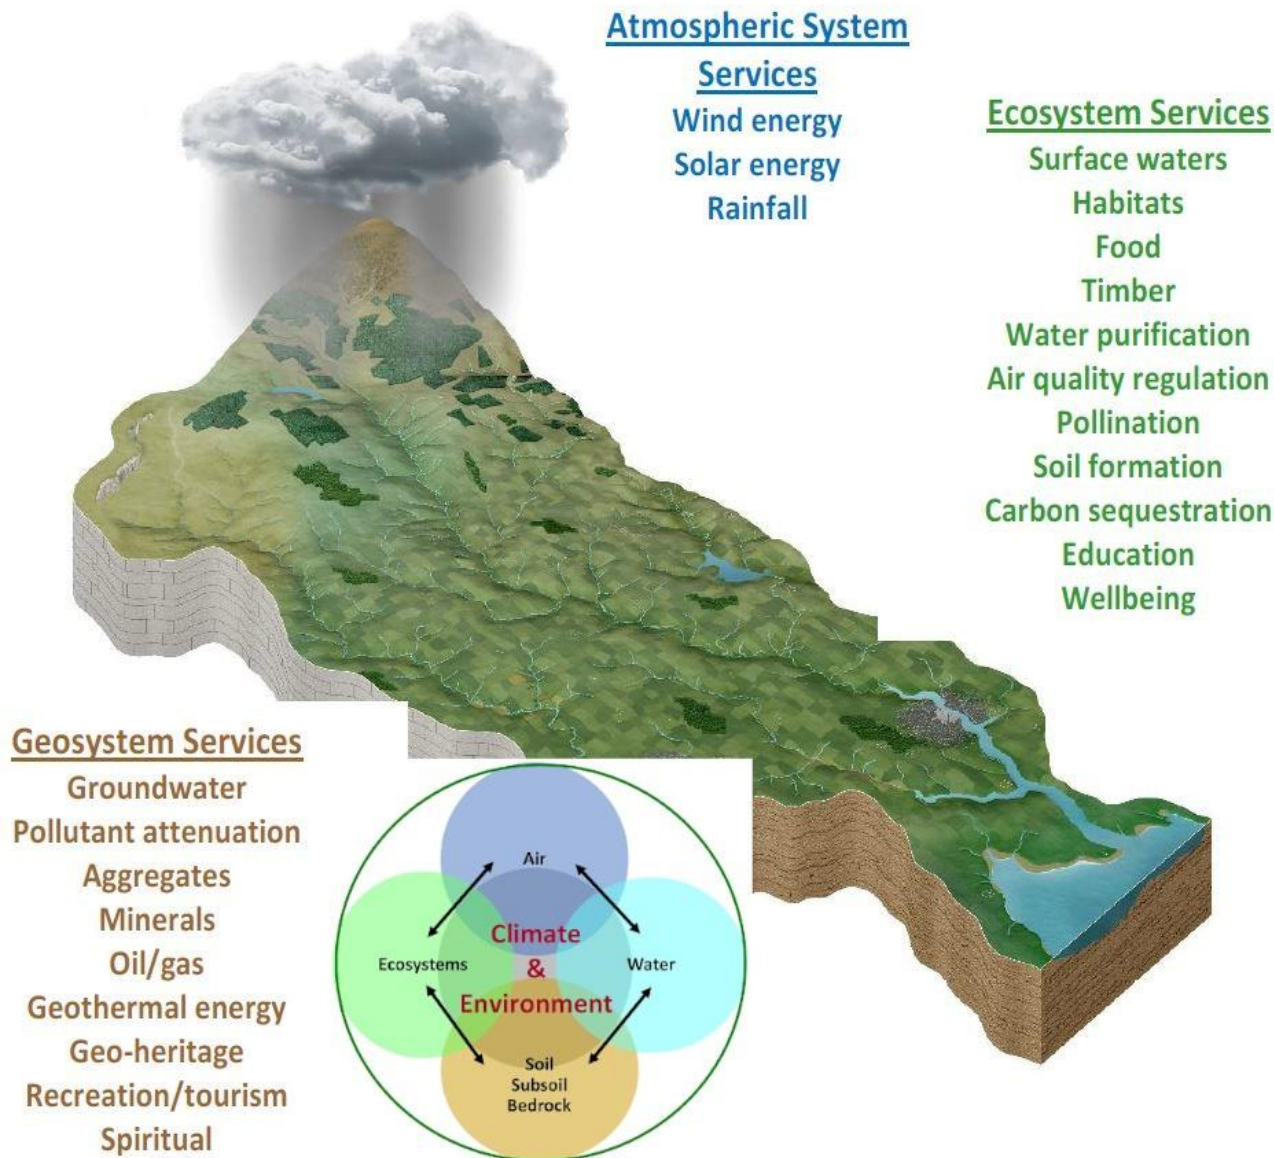 Atmospheric System
Services
Wind energy
Solar energy
Rainfall
Ecosystem Services
Surface waters
Habitats
Food
Timber
Water purification
Air quality regulation
Pollination
Soil formation
Carbon sequestration
Education
Wellbeing
Geosystem Services
Groundwater
Pollutant attenuation
Aggregates
Minerals
Oil/gas
Geothermal energy
Geo-heritage
Recreation/tourism
Spiritual
Air
Climate
&
Environment
Ecosystems
Water
Soil
Subsoil
Bedrock